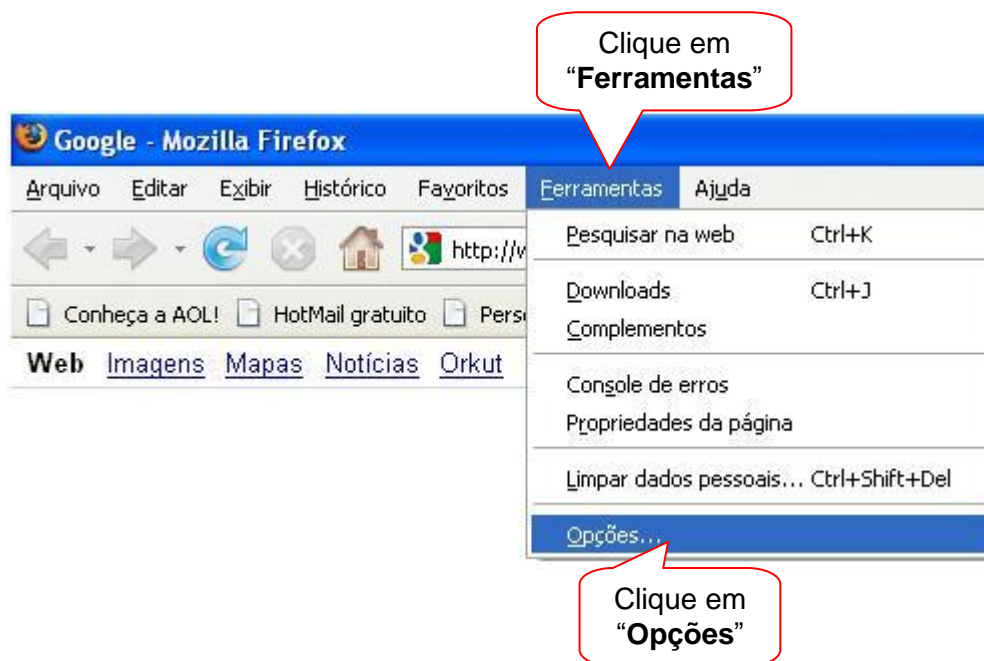 Clique em
“Ferramentas”
Google - Mozilla Firefox
Arquivo Editar Exibir Histórico Favoritos Ferramentas Ajuda
http://w
Pesquisar na web Ctrl+K
Downloads Ctrl+J
Conheça a AOL! HotMail gratuito Pers
Complementos
Web Imagens Mapas Notícias Orkut
Console de erros
Propriedades da página
Limpar dados pessoais... Ctrl+Shift+Del
Opções...
Clique em
“Opções”